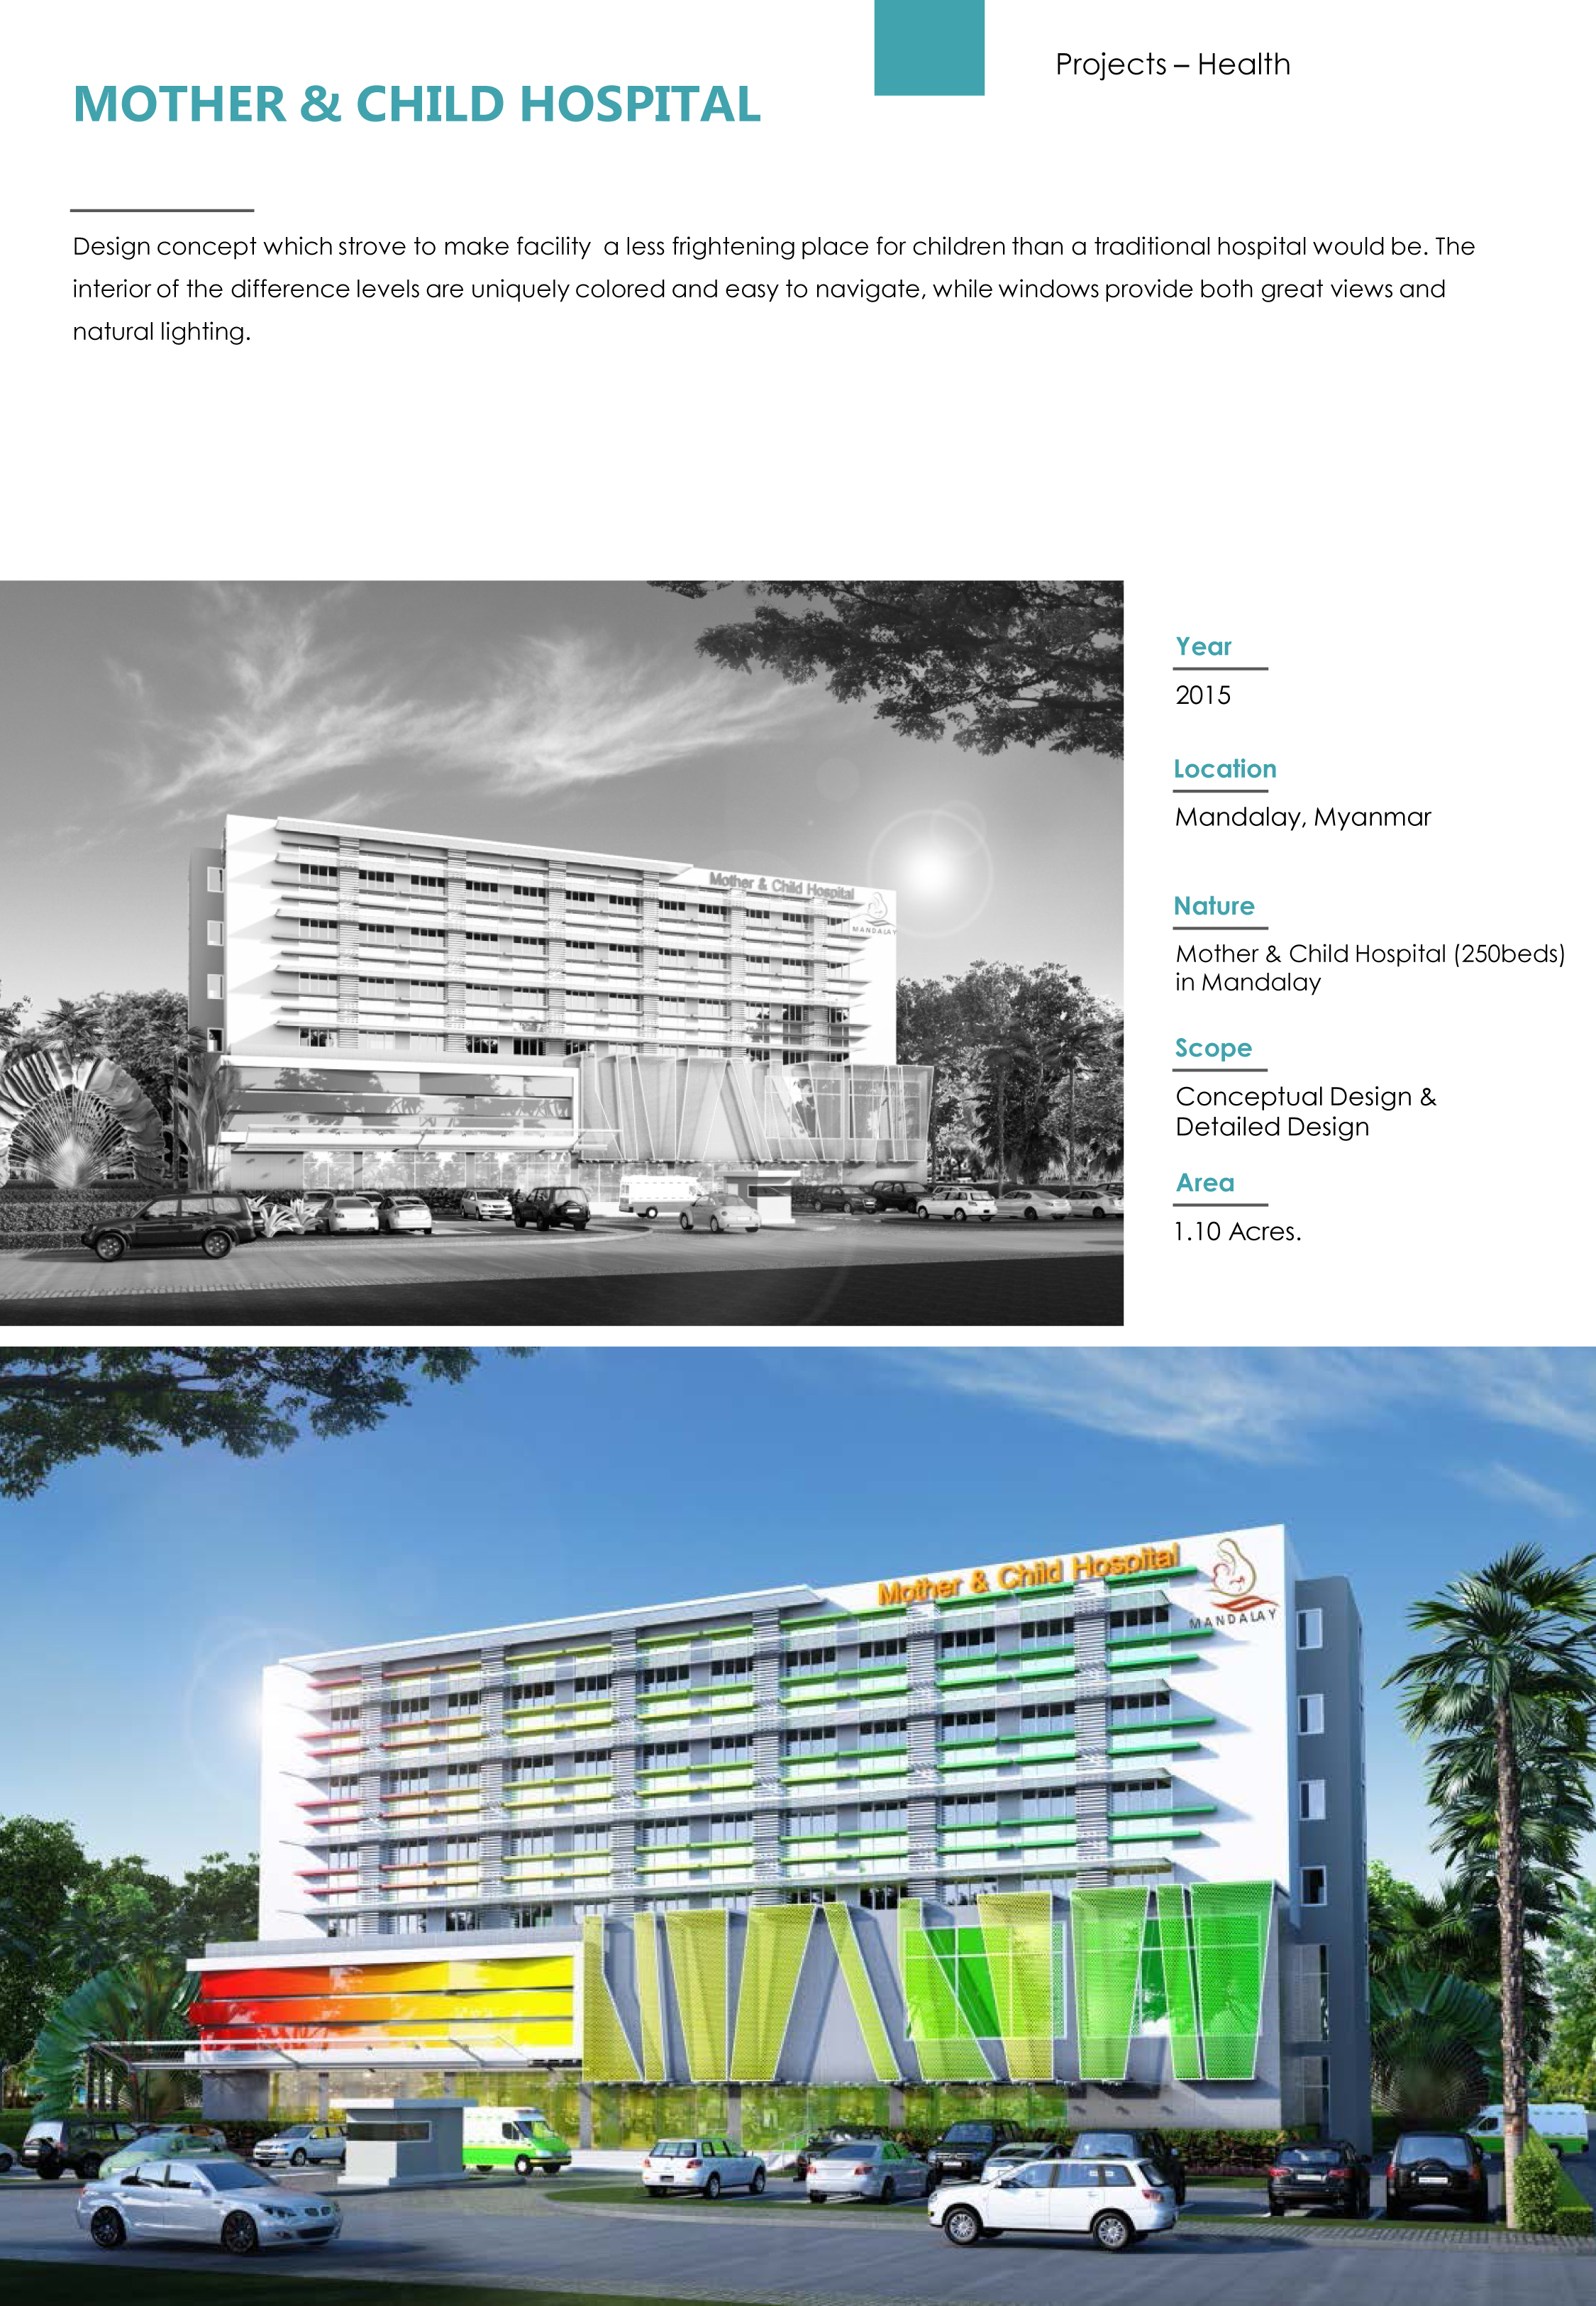 Projects – Health
MOTHER & CHILD HOSPITAL
Design concept which strove to make facility a less frightening place for children than a traditional hospital would be. The
interior of the difference levels are uniquely colored and easy to navigate, while windows provide both great views and
natural lighting.
Year
2015
Location
Mandalay, Myanmar
Nature
Mother & Child Hospital (250beds)
in Mandalay
Scope
Conceptual Design &
Detailed Design
Area
1.10 Acres.
Mother & Child Hospital
MANDALAY
Mother & Child Hospital
MANDALAY